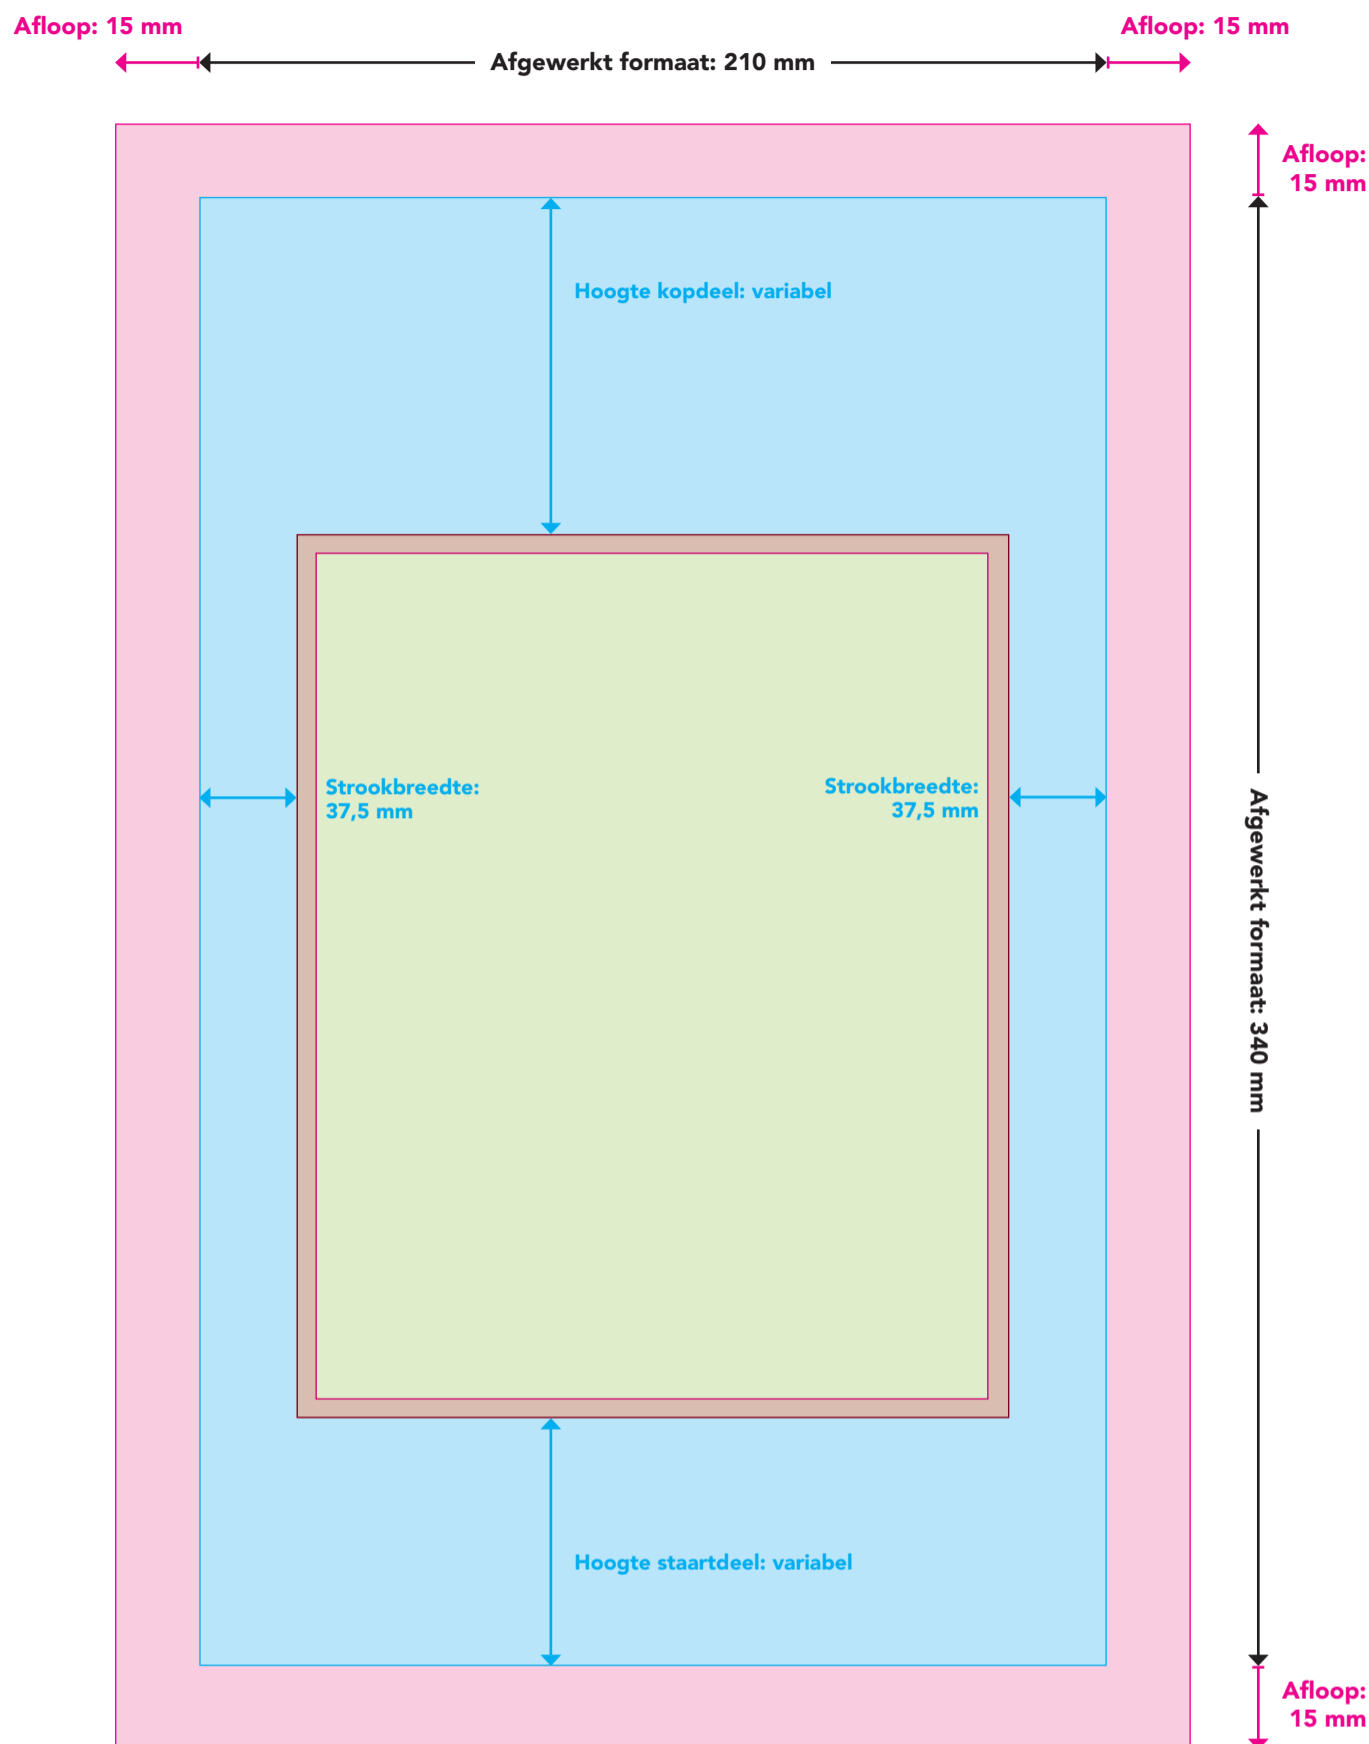 Afloop: 15 mm
Afloop: 15 mm
Afgewerkt formaat: 210 mm
Afloop:
15 mm
Hoogte kopdeel: variabel
Strookbreedte:
37,5 mm
Strookbreedte:
37,5 mm
Afgewerkt formaat: 340 mm
Hoogte staartdeel: variabel
Afloop:
15 mm